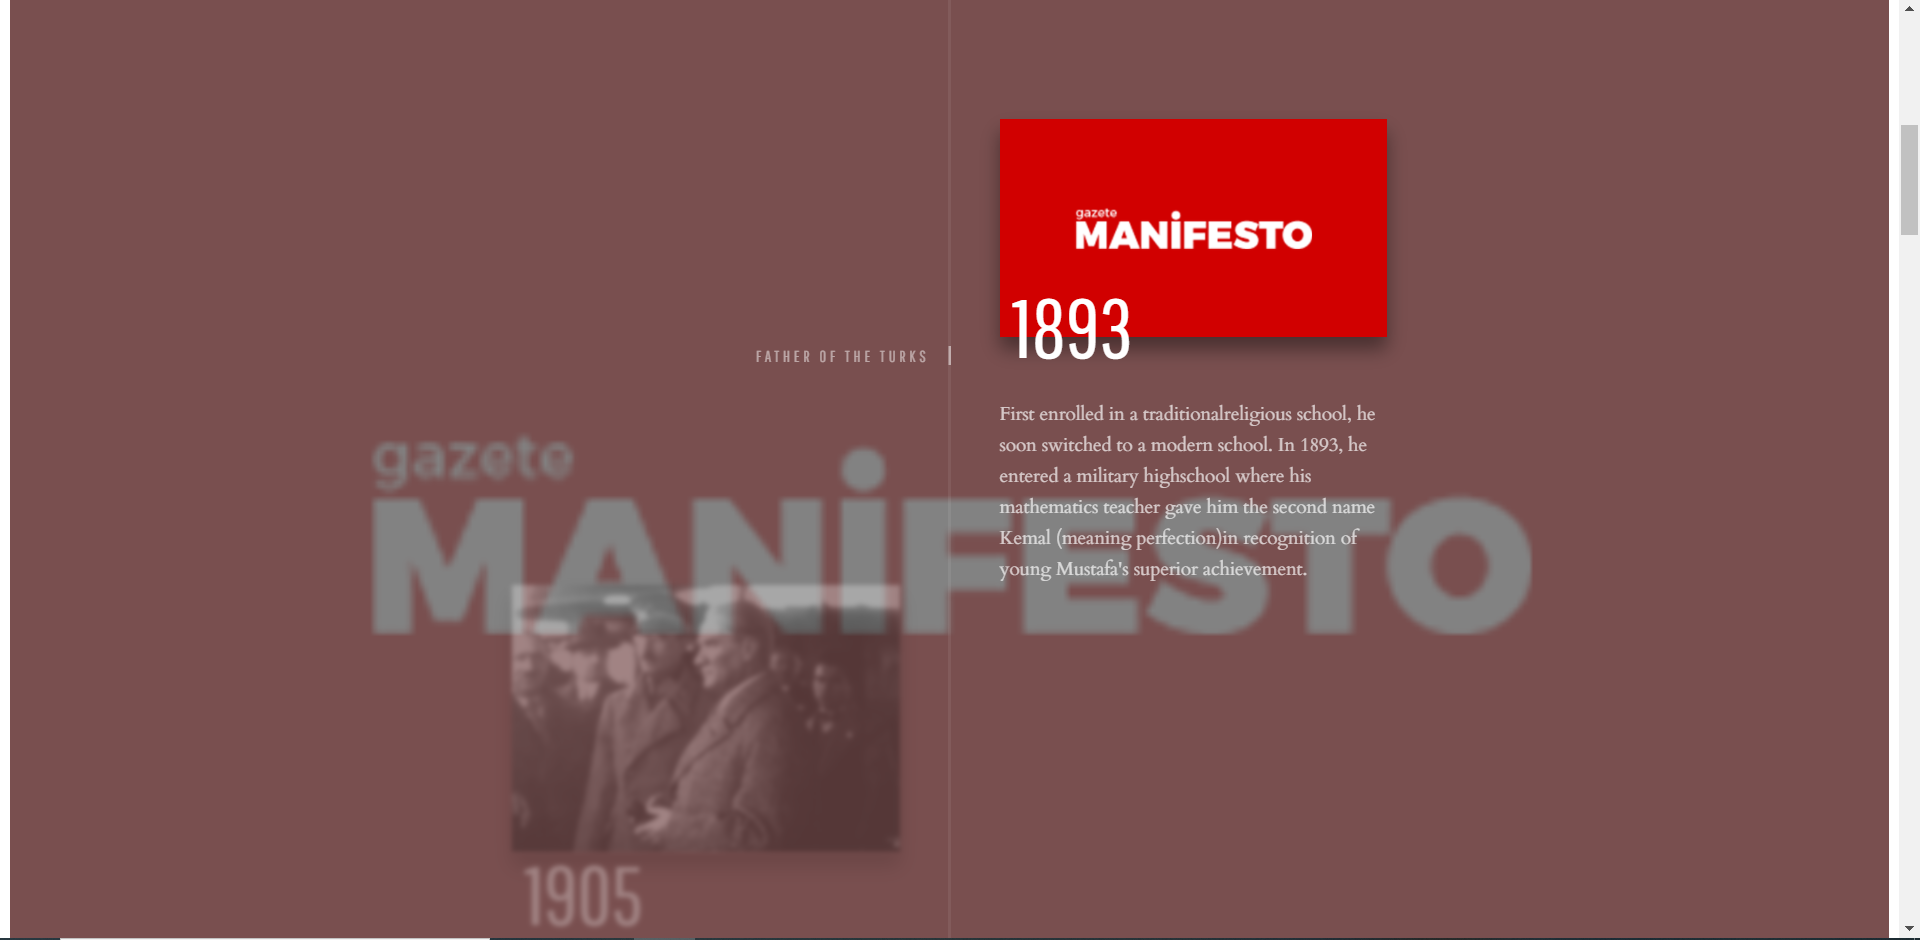 gazete
MANİFESTO
1893
FATHER OF THE TURKS
First enrolled in a traditionalreligious school, he
soon switched to a modern school. In 1893, he
entered a military highschool where his
mathematics teacher gave him the second name
Kemal (meaning perfection)in recognition of
young Mustafa's superior achievement.
gazete
MANİFESTO
1905